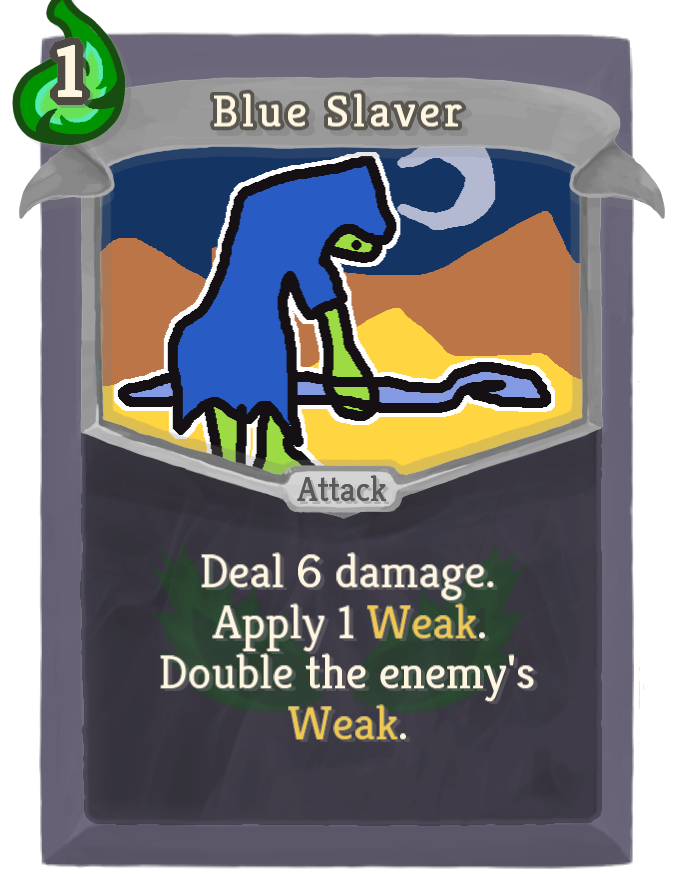 1
Blue Slaver
Attack
Deal 6 damage.
Apply 1 Weak.
Double the enemy's
Weak.